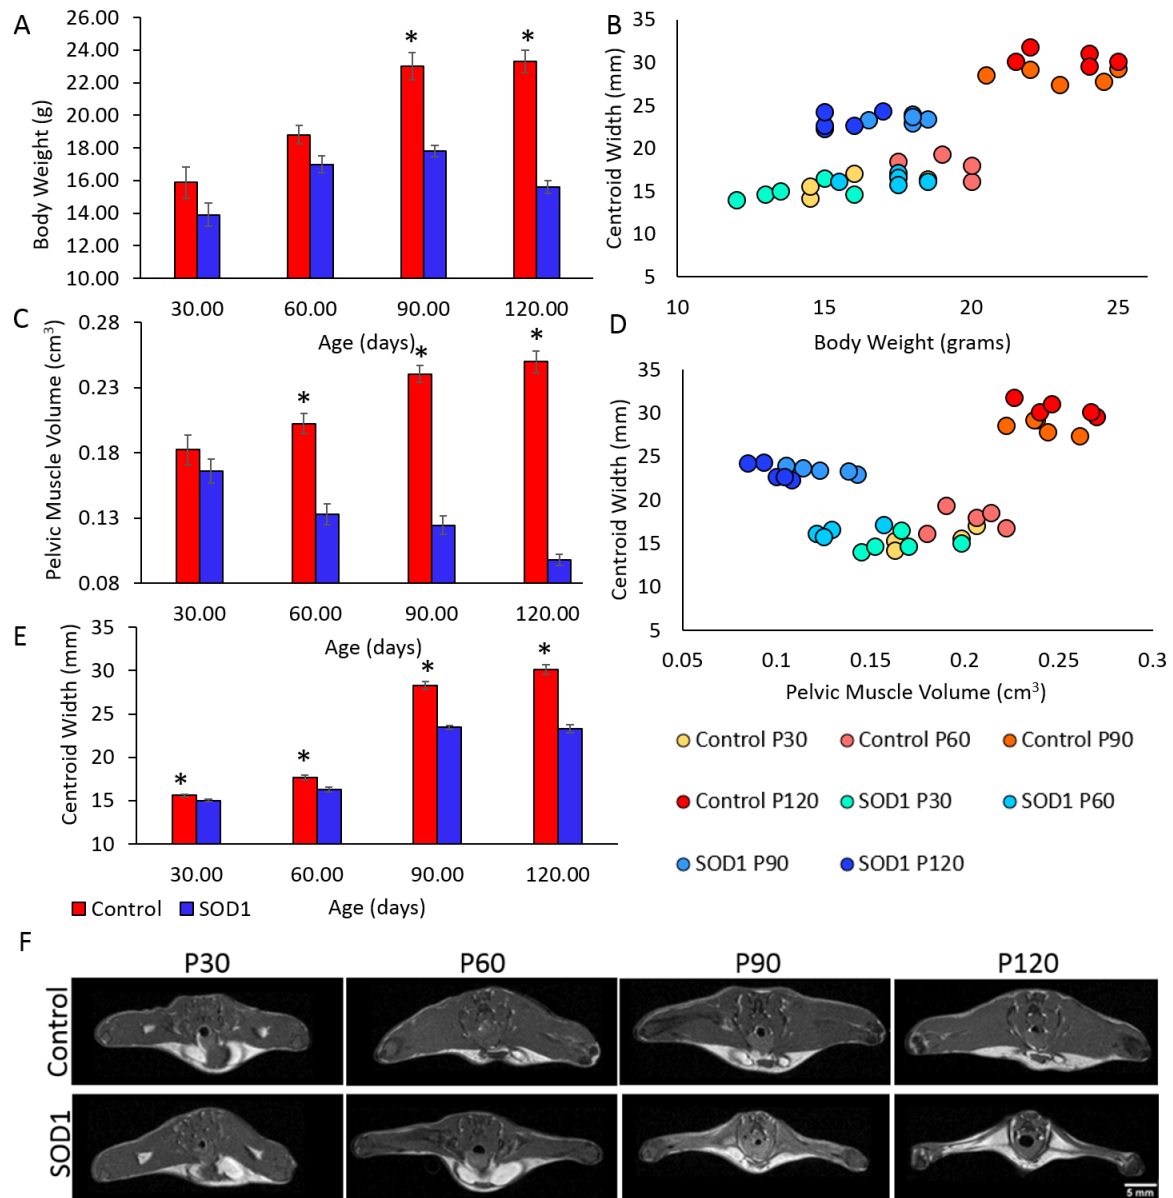 A
Body Weight (g)
26.00
24.00
22.00
20.00
18.00
16.00
14.00
12.00
10.00
* *
30.00 60.00 90.00 120.00
Age (days)
B
Centroid Width (mm)
35
30
25
20
15
10
5
10 15 20 25
Body Weight (grams)
C
Pelvic Muscle Volume (cm³)
0.28
0.23
0.18
0.13
0.08
* * *
30.00 60.00 90.00 120.00
Age (days)
D
Centroid Width (mm)
35
30
25
20
15
10
5
0.05 0.1 0.15 0.2 0.25 0.3
Pelvic Muscle Volume (cm³)
E
Centroid Width (mm)
35
30
25
20
15
10
* * * *
30.00 60.00 90.00 120.00
Age (days)
Control SOD1
Control P30 Control P60 Control P90
Control P120 SOD1 P30 SOD1 P60
SOD1 P90 SOD1 P120
F
P30 P60 P90 P120
Control
SOD1
5 mm